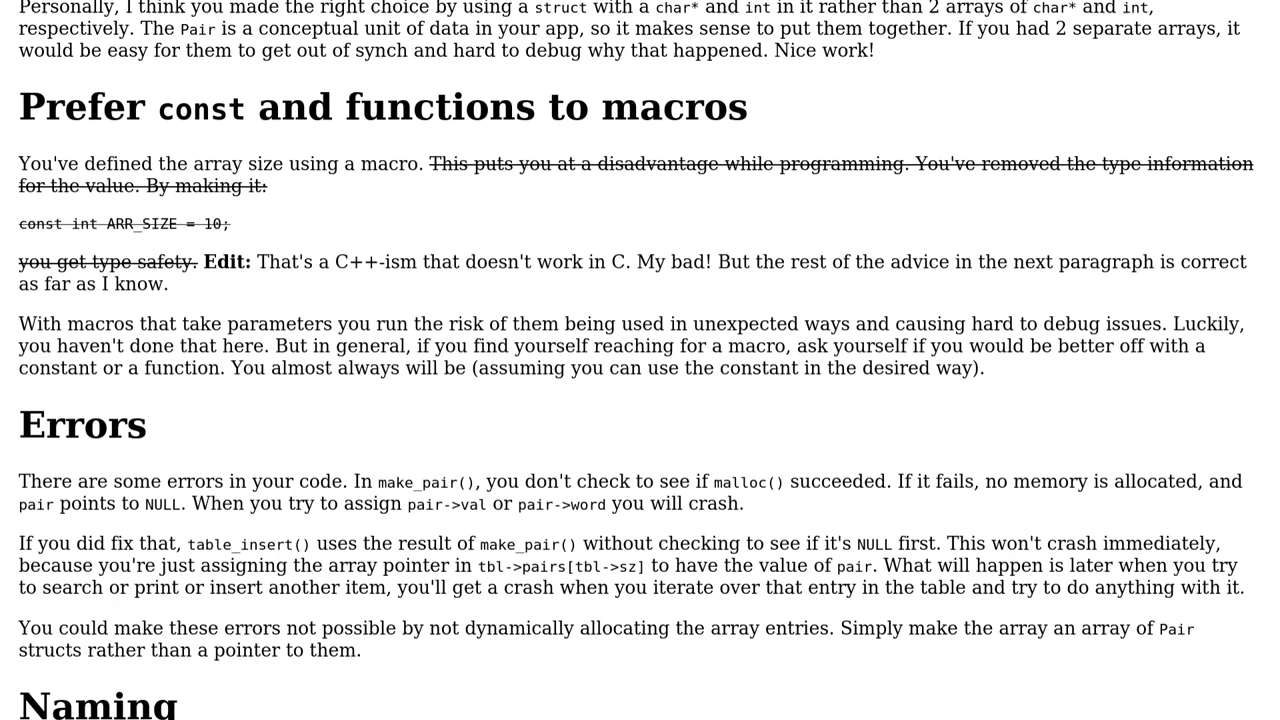 Personally, I think you made the right choice by using a struct with a char* and int in it rather than 2 arrays of char* and int,
respectively. The Pair is a conceptual unit of data in your app, so it makes sense to put them together. If you had 2 separate arrays, it
would be easy for them to get out of synch and hard to debug why that happened. Nice work!
Prefer const and functions to macros
You've defined the array size using a macro. This puts you at a disadvantage while programming. You've removed the type information
for the value. By making it:
const int ARR_SIZE = 10;
you get type safety. Edit: That's a C++-ism that doesn't work in C. My bad! But the rest of the advice in the next paragraph is correct
as far as I know.
With macros that take parameters you run the risk of them being used in unexpected ways and causing hard to debug issues. Luckily,
you haven't done that here. But in general, if you find yourself reaching for a macro, ask yourself if you would be better off with a
constant or a function. You almost always will be (assuming you can use the constant in the desired way).
Errors
There are some errors in your code. In make_pair(), you don't check to see if malloc() succeeded. If it fails, no memory is allocated, and
pair points to NULL. When you try to assign pair->val or pair->word you will crash.
If you did fix that, table_insert() uses the result of make_pair() without checking to see if it's NULL first. This won't crash immediately,
because you're just assigning the array pointer in tbl->pairs[tbl->sz] to have the value of pair. What will happen is later when you try
to search or print or insert another item, you'll get a crash when you iterate over that entry in the table and try to do anything with it.
You could make these errors not possible by not dynamically allocating the array entries. Simply make the array an array of Pair
structs rather than a pointer to them.
Naming